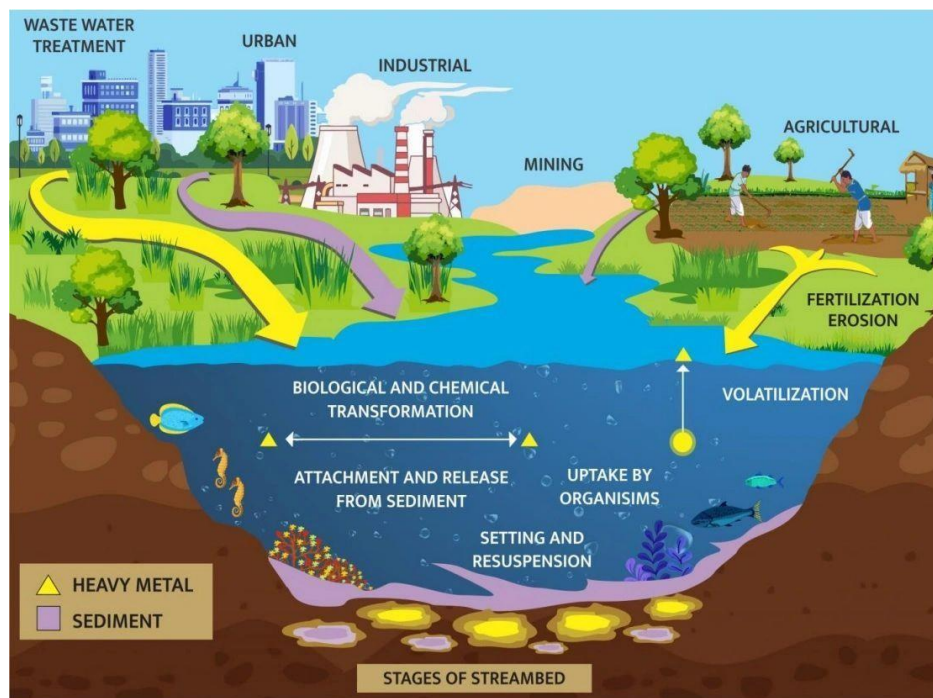 WASTE WATER
TREATMENT
URBAN
INDUSTRIAL
MINING
AGRICULTURAL
FERTILIZATION
EROSION
BIOLOGICAL AND CHEMICAL
TRANSFORMATION
VOLATILIZATION
ATTACHMENT AND RELEASE
FROM SEDIMENT
UPTAKE BY
ORGANISIMS
SETTING AND
RESUSPENSION
HEAVY METAL
SEDIMENT
STAGES OF STREAMBED